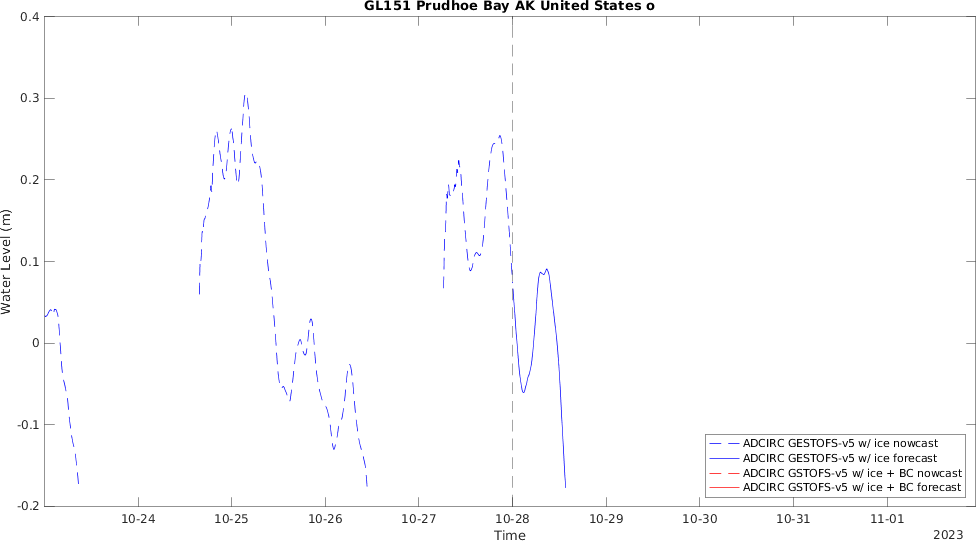 GL151 Prudhoe Bay AK United States o
0.4
0.3
0.2
0.1
0
-0.1
-0.2
Water Level (m)
10-24
10-25
10-26
10-27
10-28
10-29
10-30
10-31
11-01
Time
2023
ADCIRC GESTOFS-v5 w/ ice nowcast
ADCIRC GESTOFS-v5 w/ ice forecast
ADCIRC GSTOFS-v5 w/ ice + BC nowcast
ADCIRC GSTOFS-v5 w/ ice + BC forecast